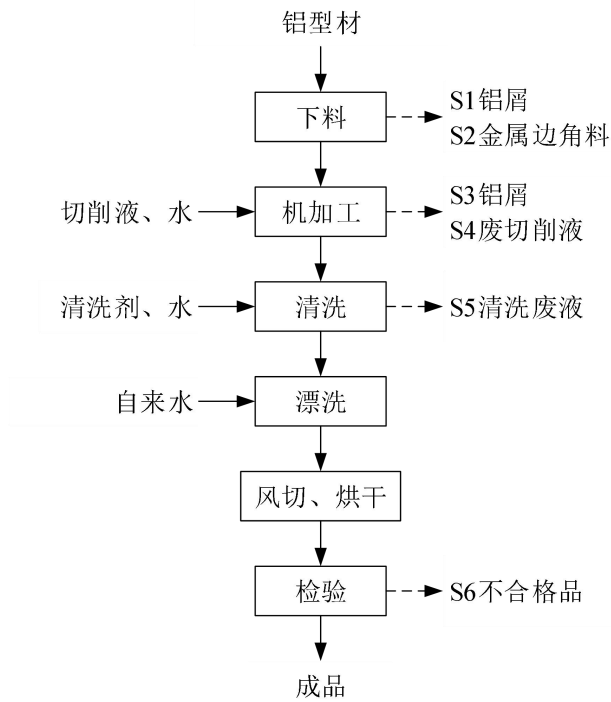 铝型材
下料
S1铝屑
S2金属边角料
切削液、水
机加工
S3铝屑
S4废切削液
清洗剂、水
清洗
S5清洗废液
自来水
漂洗
风切、烘干
检验
S6不合格品
成品